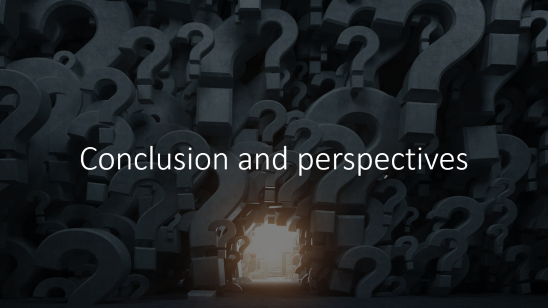 Conclusion and perspectives